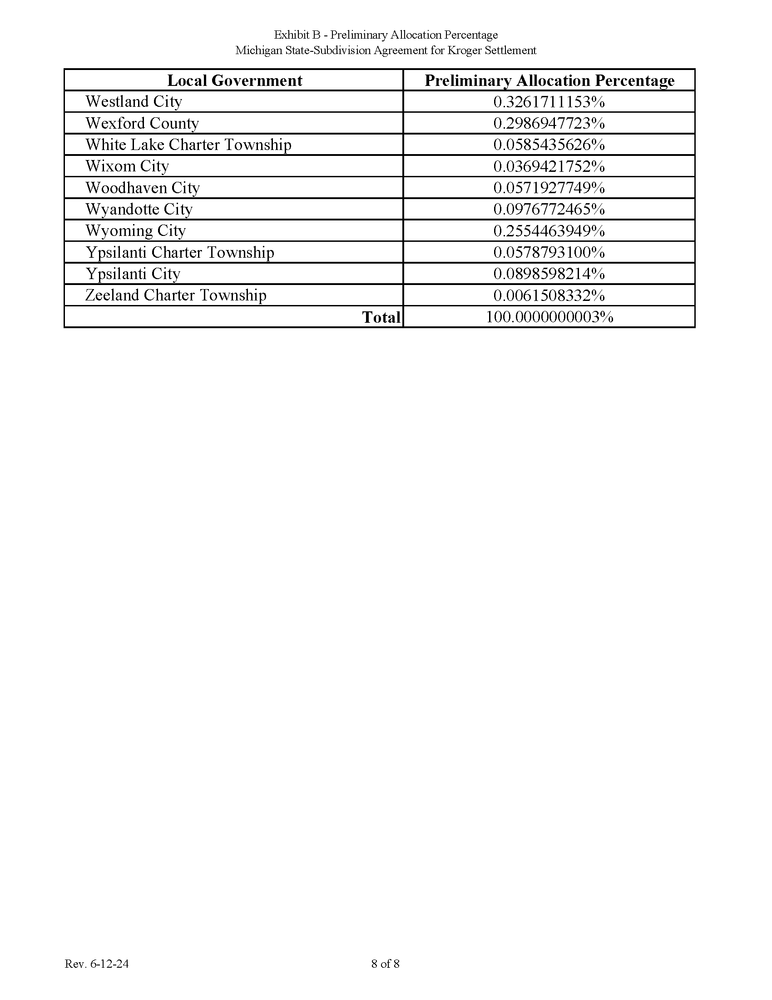 Exhibit B - Preliminary Allocation Percentage
Michigan State-Subdivision Agreement for Kroger Settlement
Local Government Preliminary Allocation Percentage
Westland City 0.3261711153%
Wexford County 0.2986947723%
White Lake Charter Township 0.0585435626%
Wixom City 0.0369421752%
Woodhaven City 0.0571927749%
Wyandotte City 0.0976772465%
Wyoming City 0.2554463949%
Ypsilanti Charter Township 0.0578793100%
Ypsilanti City 0.0898598214%
Zeeland Charter Township 0.0061508332%
Total 100.0000000003%
Rev. 6-12-24 8 of 8